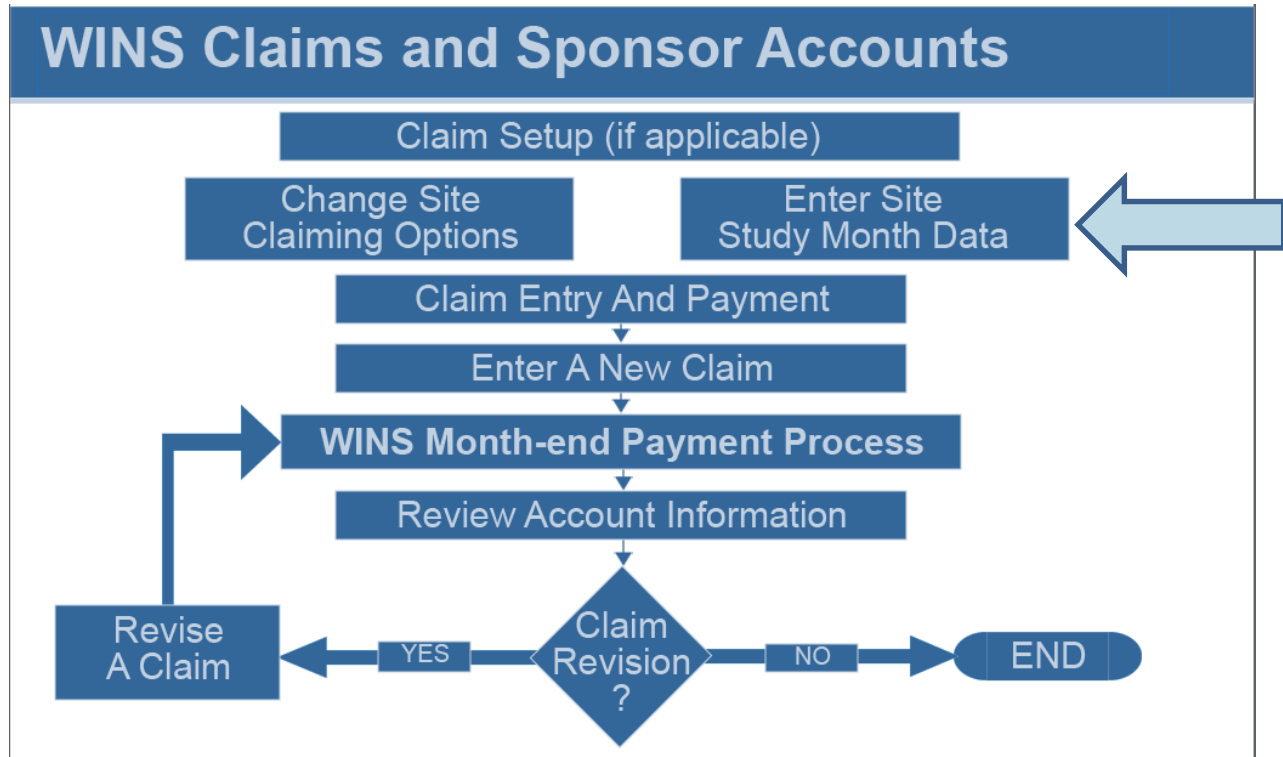 WINS Claims and Sponsor Accounts
Claim Setup (if applicable)
Change Site
Claiming Options
Enter Site
Study Month Data
Claim Entry And Payment
Enter A New Claim
WINS Month-end Payment Process
Review Account Information
Claim
Revision
?
YES
NO
Revise
A Claim
END